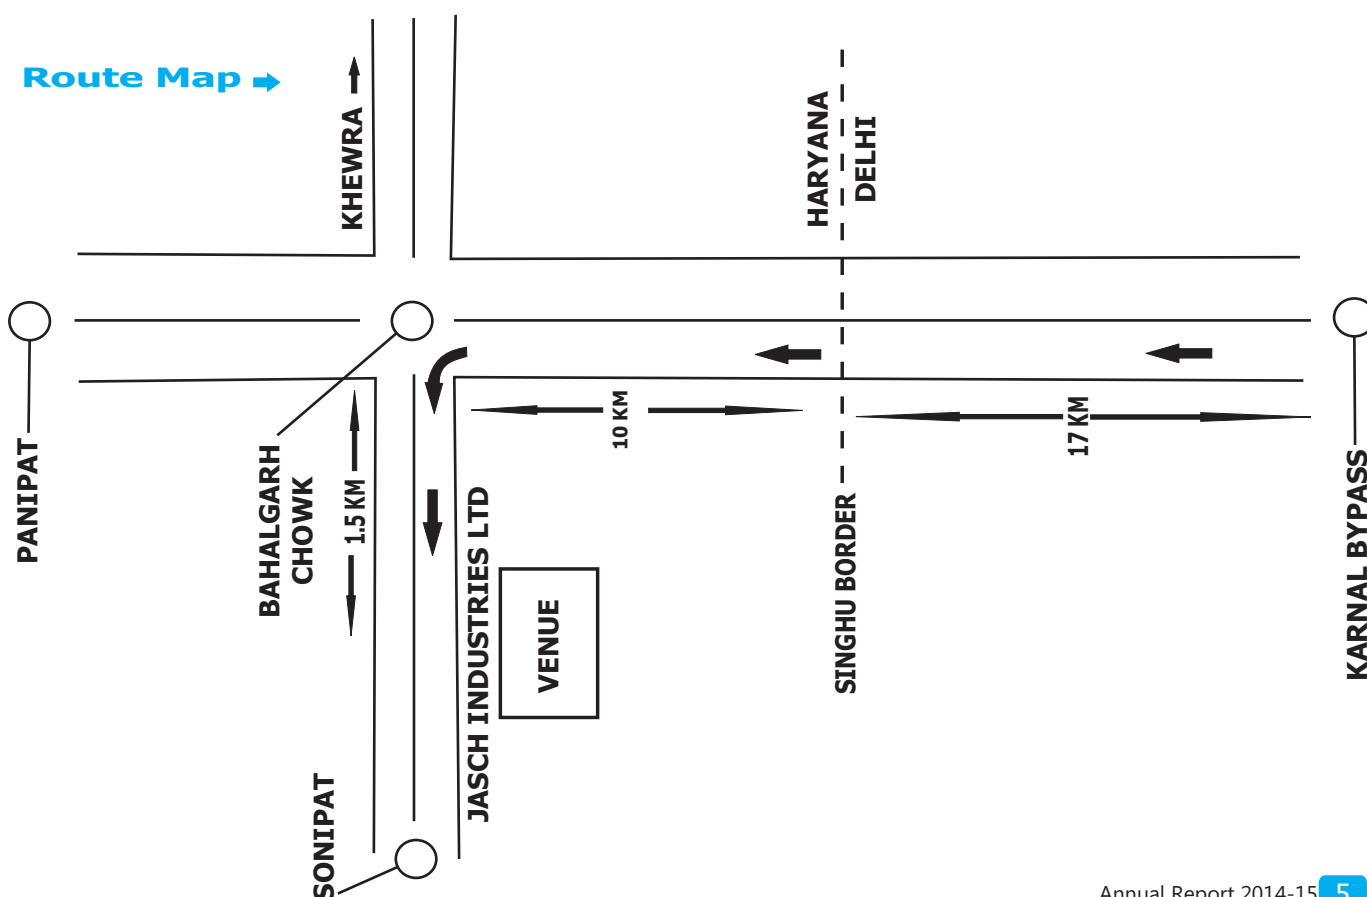 Route Map
KHEWRA
HARYANA
DELHI
PANIPAT
BAHALGARH
CHOWK
1.5 KM
10 KM
17 KM
JASCH INDUSTRIES LTD
VENUE
SINGHU BORDER
KARNAL BYPASS
SONIPAT
Annual Report 2014-15 5